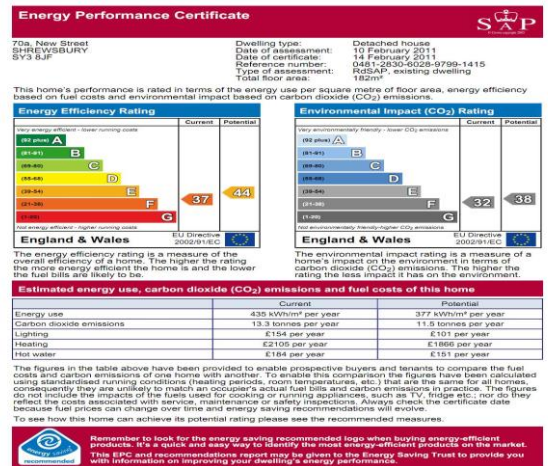 Energy Performance Certificate
SAP
70a, New Street
SHREWSBURY
SY3 8JF
Dwelling type: Detached house
Date of assessment: 10 February 2011
Date of certificate: 14 February 2011
Reference number: 0481-2830-6028-9799-1415
Type of assessment: RdSAP, existing dwelling
Total floor area: 182m²
This home's performance is rated in terms of the energy use per square metre of floor area, energy efficiency
based on fuel costs and environmental impact based on carbon dioxide (CO2) emissions.
Energy Efficiency Rating
Current Potential
Very energy efficient - lower running costs
(92 plus) A
(81-91) B
(69-80) C
(55-68) D
(39-54) E
(21-38) F
(1-20) G
37
44
Not energy efficient - higher running costs
England & Wales
EU Directive
2002/91/EC
Environmental Impact (CO2) Rating
Current Potential
Very environmentally friendly - lower CO2 emissions
(92 plus) A
(81-91) B
(69-80) C
(55-68) D
(39-54) E
(21-38) F
(1-20) G
32
38
Not environmentally friendly-higher CO2 emissions
England & Wales
EU Directive
2002/91/EC
The energy efficiency rating is a measure of the
overall efficiency of a home. The higher the rating
the more energy efficient the home is and the lower
the fuel bills are likely to be.
The environmental impact rating is a measure of a
home's impact on the environment in terms of
carbon dioxide (CO2) emissions. The higher the
rating the less impact it has on the environment.
Estimated energy use, carbon dioxide (CO2) emissions and fuel costs of this home
Current Potential
Energy use 435 kWh/m² per year 377 kWh/m² per year
Carbon dioxide emissions 13.3 tonnes per year 11.5 tonnes per year
Lighting £154 per year £101 per year
Heating £2105 per year £1866 per year
Hot water £184 per year £151 per year
The figures in the table above have been provided to enable prospective buyers and tenants to compare the fuel
costs and carbon emissions of one home with another. To enable this comparison the figures have been calculated
using standardised running conditions (heating periods, room temperatures, etc.) that are the same for all homes,
consequently they are unlikely to match an occupier's actual fuel bills and carbon emissions in practice. The figures
do not include the impacts of the fuels used for cooking or running appliances, such as TV, fridge etc.; nor do they
reflect the costs associated with service, maintenance or safety inspections. Always check the certificate date
because fuel prices can change over time and energy saving recommendations will evolve.
To see how this home can achieve its potential rating please see the recommended measures.
energy saving
recommended
Remember to look for the energy saving recommended logo when buying energy-efficient
products. It's a quick and easy way to identify the most energy-efficient products on the market.
This EPC and recommendations report may be given to the Energy Saving Trust to provide you
with information on improving your dwelling's energy performance.